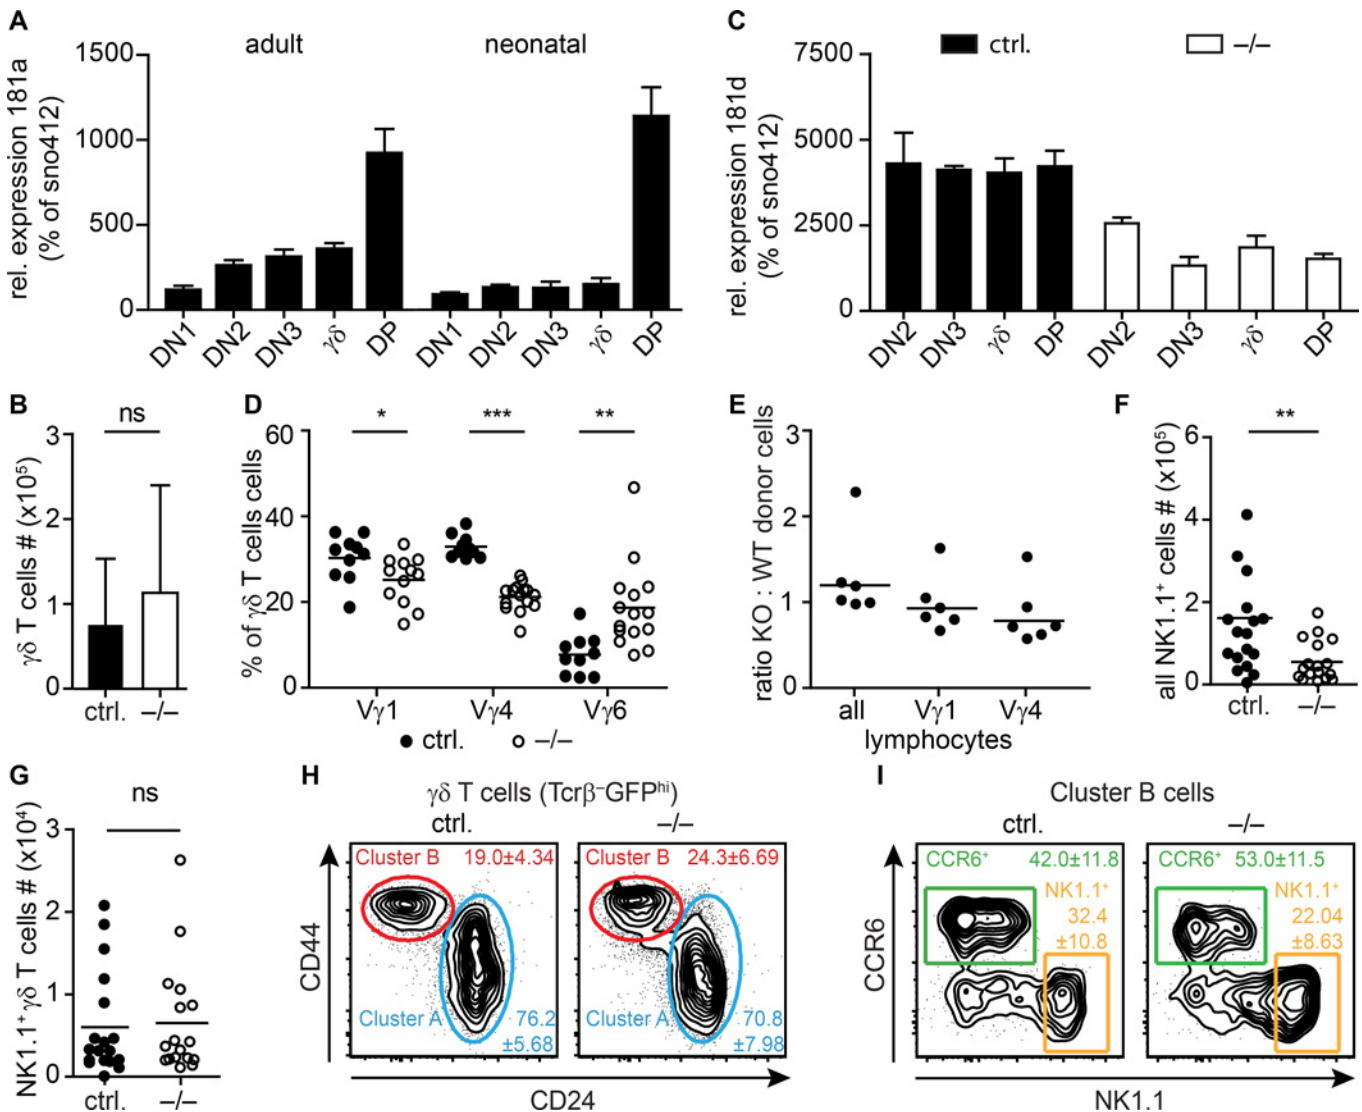 A
adult
neonatal
rel. expression 181a
(% of sno412)
1500
1000
500
0
DN1
DN2
DN3
γδ
DP
DN1
DN2
DN3
γδ
DP
C
ctrl.
–/–
rel. expression 181d
(% of sno412)
7500
5000
2500
0
DN2
DN3
γδ
DP
DN2
DN3
γδ
DP
B
ns
γδ T cells # (x10⁵)
3
2
1
0
ctrl.
–/–
D
*
***
**
% of γδ T cells cells
60
40
20
0
Vγ1
Vγ4
Vγ6
ctrl.
–/–
E
ratio KO : WT donor cells
3
2
1
0
all
Vγ1
Vγ4
lymphocytes
F
**
all NK1.1⁺ cells # (x10⁵)
6
4
2
0
ctrl.
–/–
G
ns
NK1.1⁺ γδ T cells # (x10⁴)
3
2
1
0
ctrl.
–/–
H
γδ T cells (Tcrβ⁻GFPʰⁱ)
ctrl.
–/–
CD44
Cluster B 19.0±4.34
Cluster A 76.2
±5.68
Cluster B 24.3±6.69
Cluster A 70.8
±7.98
CD24
I
Cluster B cells
ctrl.
–/–
CCR6
CCR6⁺ 42.0±11.8
NK1.1⁺
32.4
±10.8
CCR6⁺ 53.0±11.5
NK1.1⁺
22.04
±8.63
NK1.1